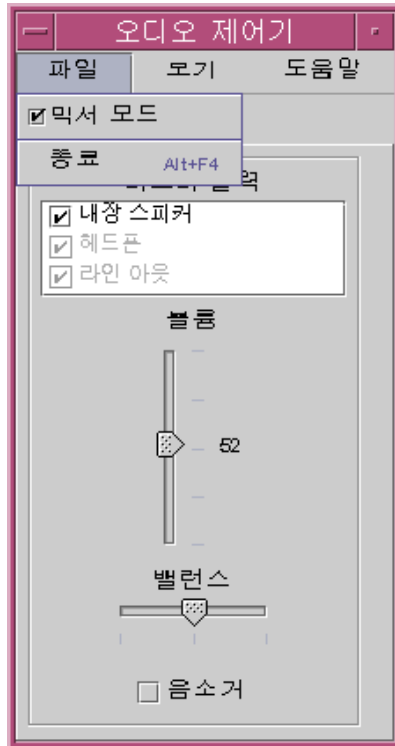 오디오 제어기
파일 보기 도움말
믹서 모드
종료 Alt+F4
내장 스피커
헤드폰
라인 아웃
볼륨
52
밸런스
음소거